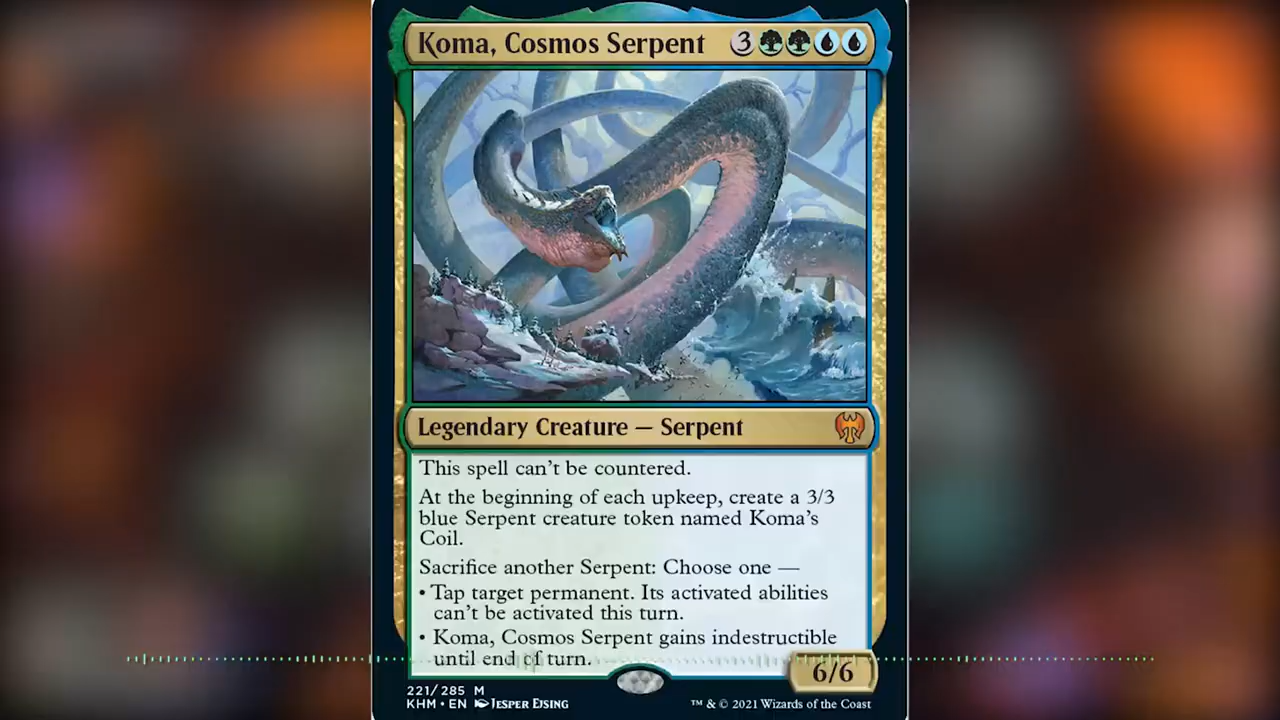 Koma, Cosmos Serpent 3
Legendary Creature — Serpent
This spell can't be countered.
At the beginning of each upkeep, create a 3/3
blue Serpent creature token named Koma's
Coil.
Sacrifice another Serpent: Choose one —
• Tap target permanent. Its activated abilities
can't be activated this turn.
• Koma, Cosmos Serpent gains indestructible
until end of turn.
6/6
221/285 M
KHM • EN JESPER EJSING
™ & © 2021 Wizards of the Coast